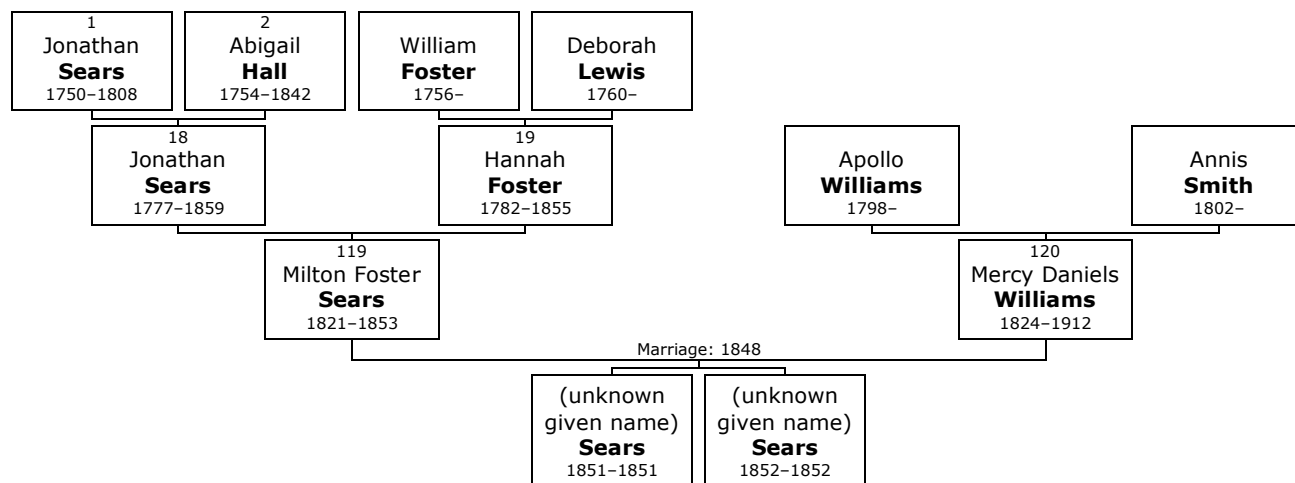 1
Jonathan
Sears
1750–1808
2
Abigail
Hall
1754–1842
William
Foster
1756–
Deborah
Lewis
1760–
18
Jonathan
Sears
1777–1859
19
Hannah
Foster
1782–1855
Apollo
Williams
1798–
Annis
Smith
1802–
119
Milton Foster
Sears
1821–1853
120
Mercy Daniels
Williams
1824–1912
Marriage: 1848
(unknown
given name)
Sears
1851–1851
(unknown
given name)
Sears
1852–1852